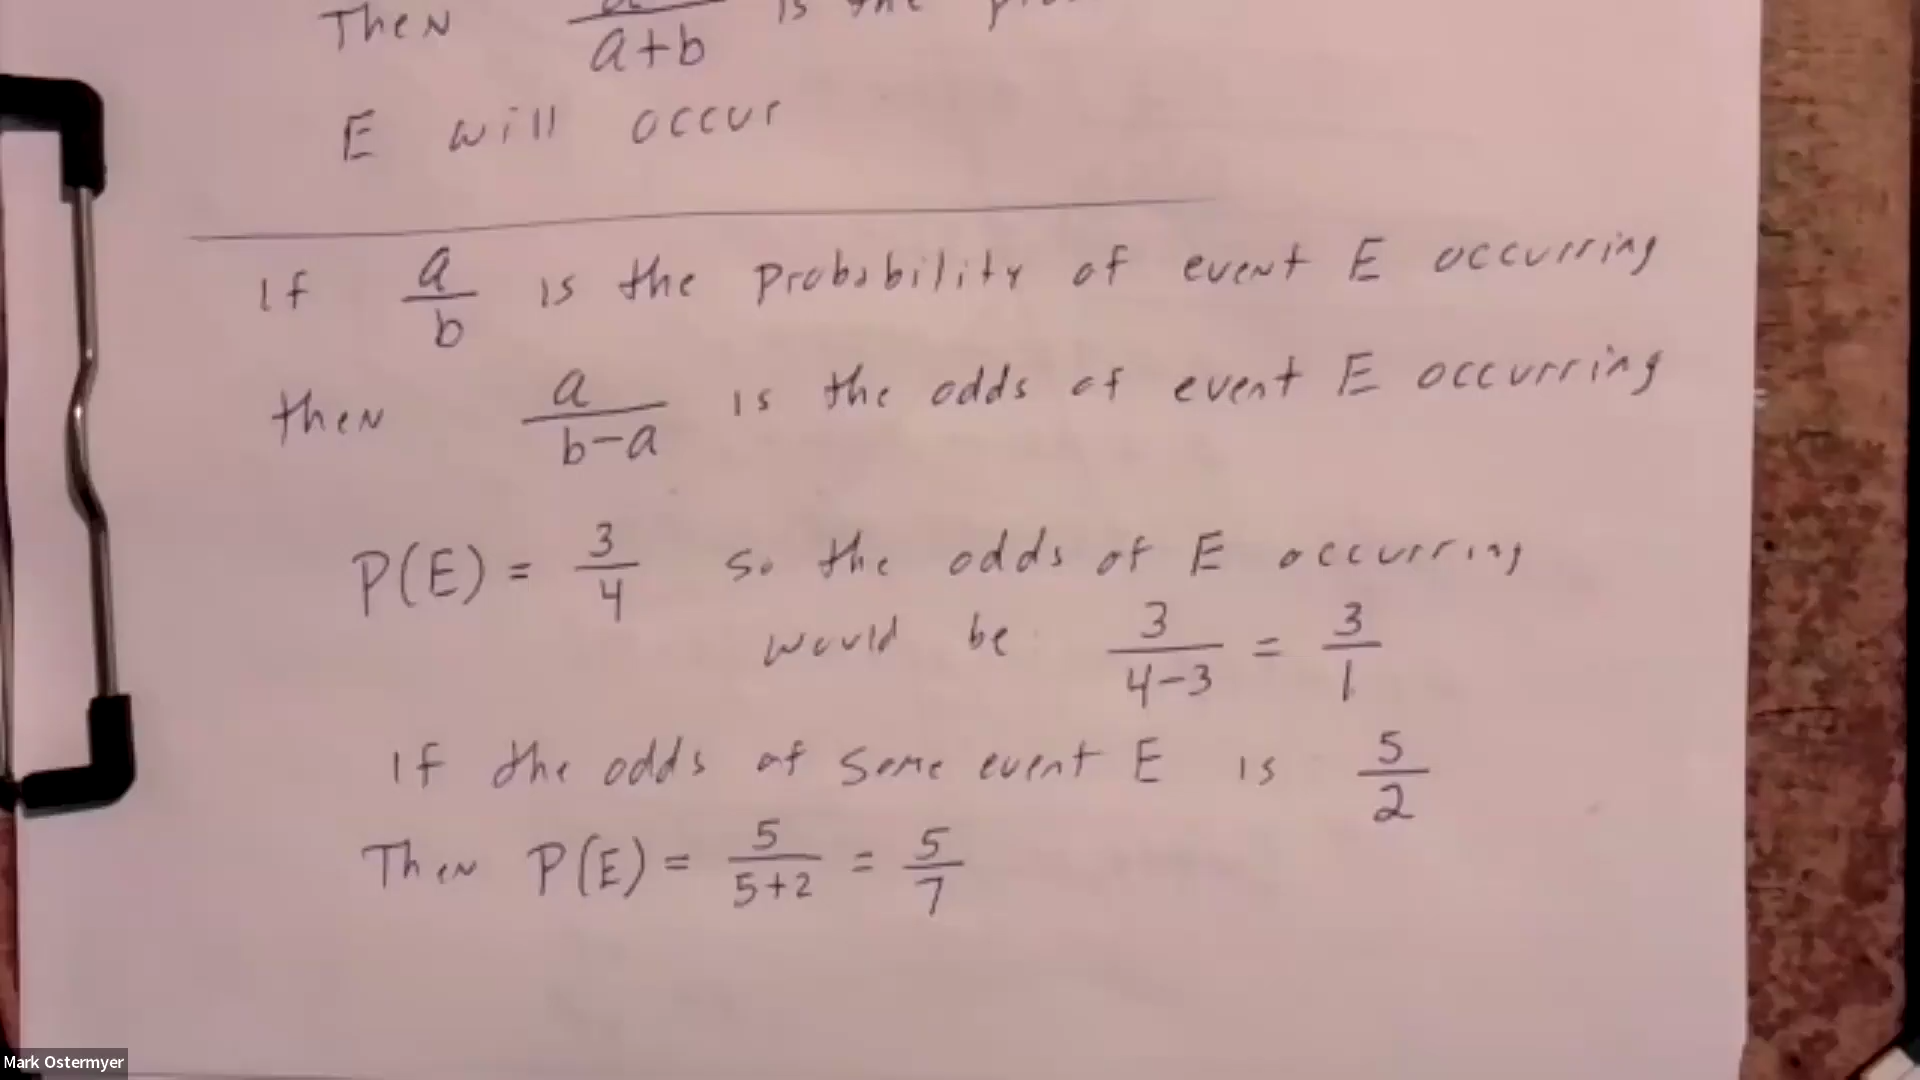 Then a/(a+b) is the
E will occur
If a/b is the probability of event E occurring
then a/(b-a) is the odds of event E occurring
P(E) = 3/4 so the odds of E occurring
would be 3/(4-3) = 3/1
If the odds of some event E is 5/2
Then P(E) = 5/(5+2) = 5/7
Mark Ostermyer